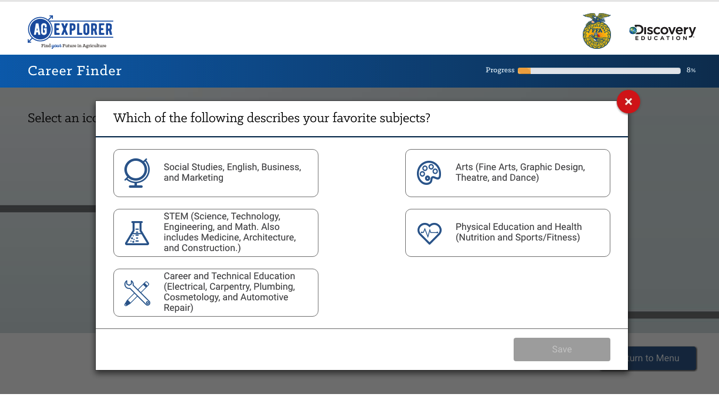 AG EXPLORER
Find your Future in Agriculture
FFA
Discovery
EDUCATION
Career Finder
Progress
8%
Select an ico
Which of the following describes your favorite subjects?
Social Studies, English, Business,
and Marketing
Arts (Fine Arts, Graphic Design,
Theatre, and Dance)
STEM (Science, Technology,
Engineering, and Math. Also
includes Medicine, Architecture,
and Construction.)
Physical Education and Health
(Nutrition and Sports/Fitness)
Career and Technical Education
(Electrical, Carpentry, Plumbing,
Cosmetology, and Automotive
Repair)
Save
urn to Menu